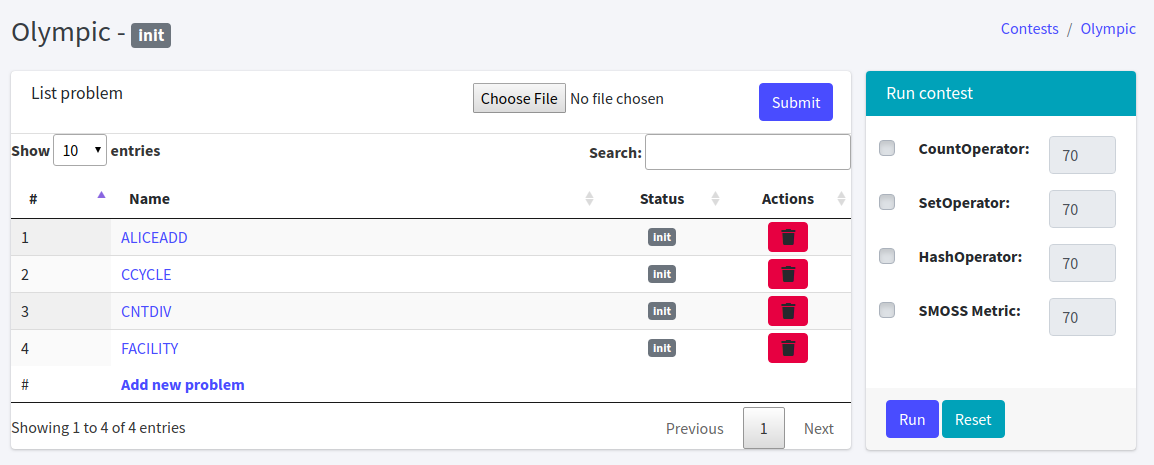 Olympic - init
Contests / Olympic
List problem
Choose File No file chosen
Submit
Show 10 entries
Search:
# Name Status Actions
1 ALICEADD init
2 CCYCLE init
3 CNTDIV init
4 FACILITY init
# Add new problem
Showing 1 to 4 of 4 entries
Previous 1 Next
Run contest
CountOperator: 70
SetOperator: 70
HashOperator: 70
SMOSS Metric: 70
Run Reset